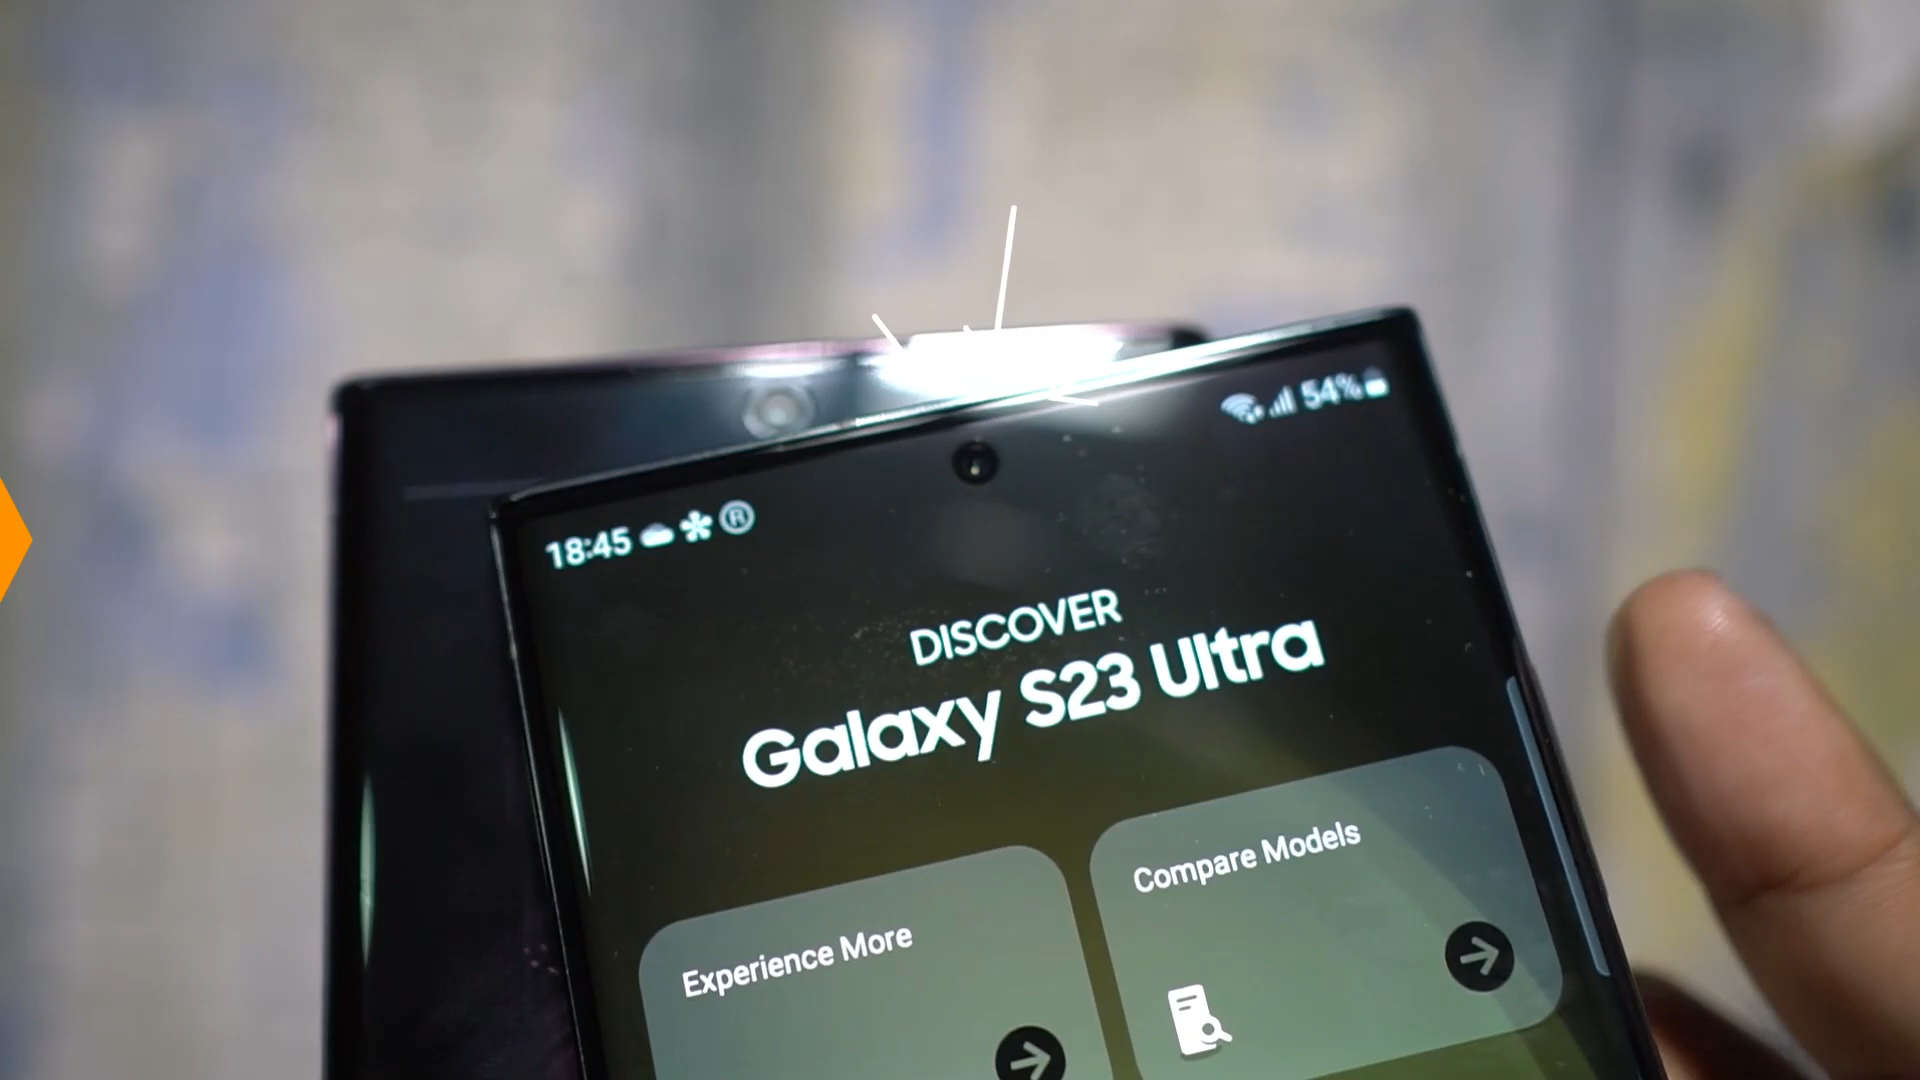 54%
18:45 ®
DISCOVER
Galaxy S23 Ultra
Compare Models
Experience More